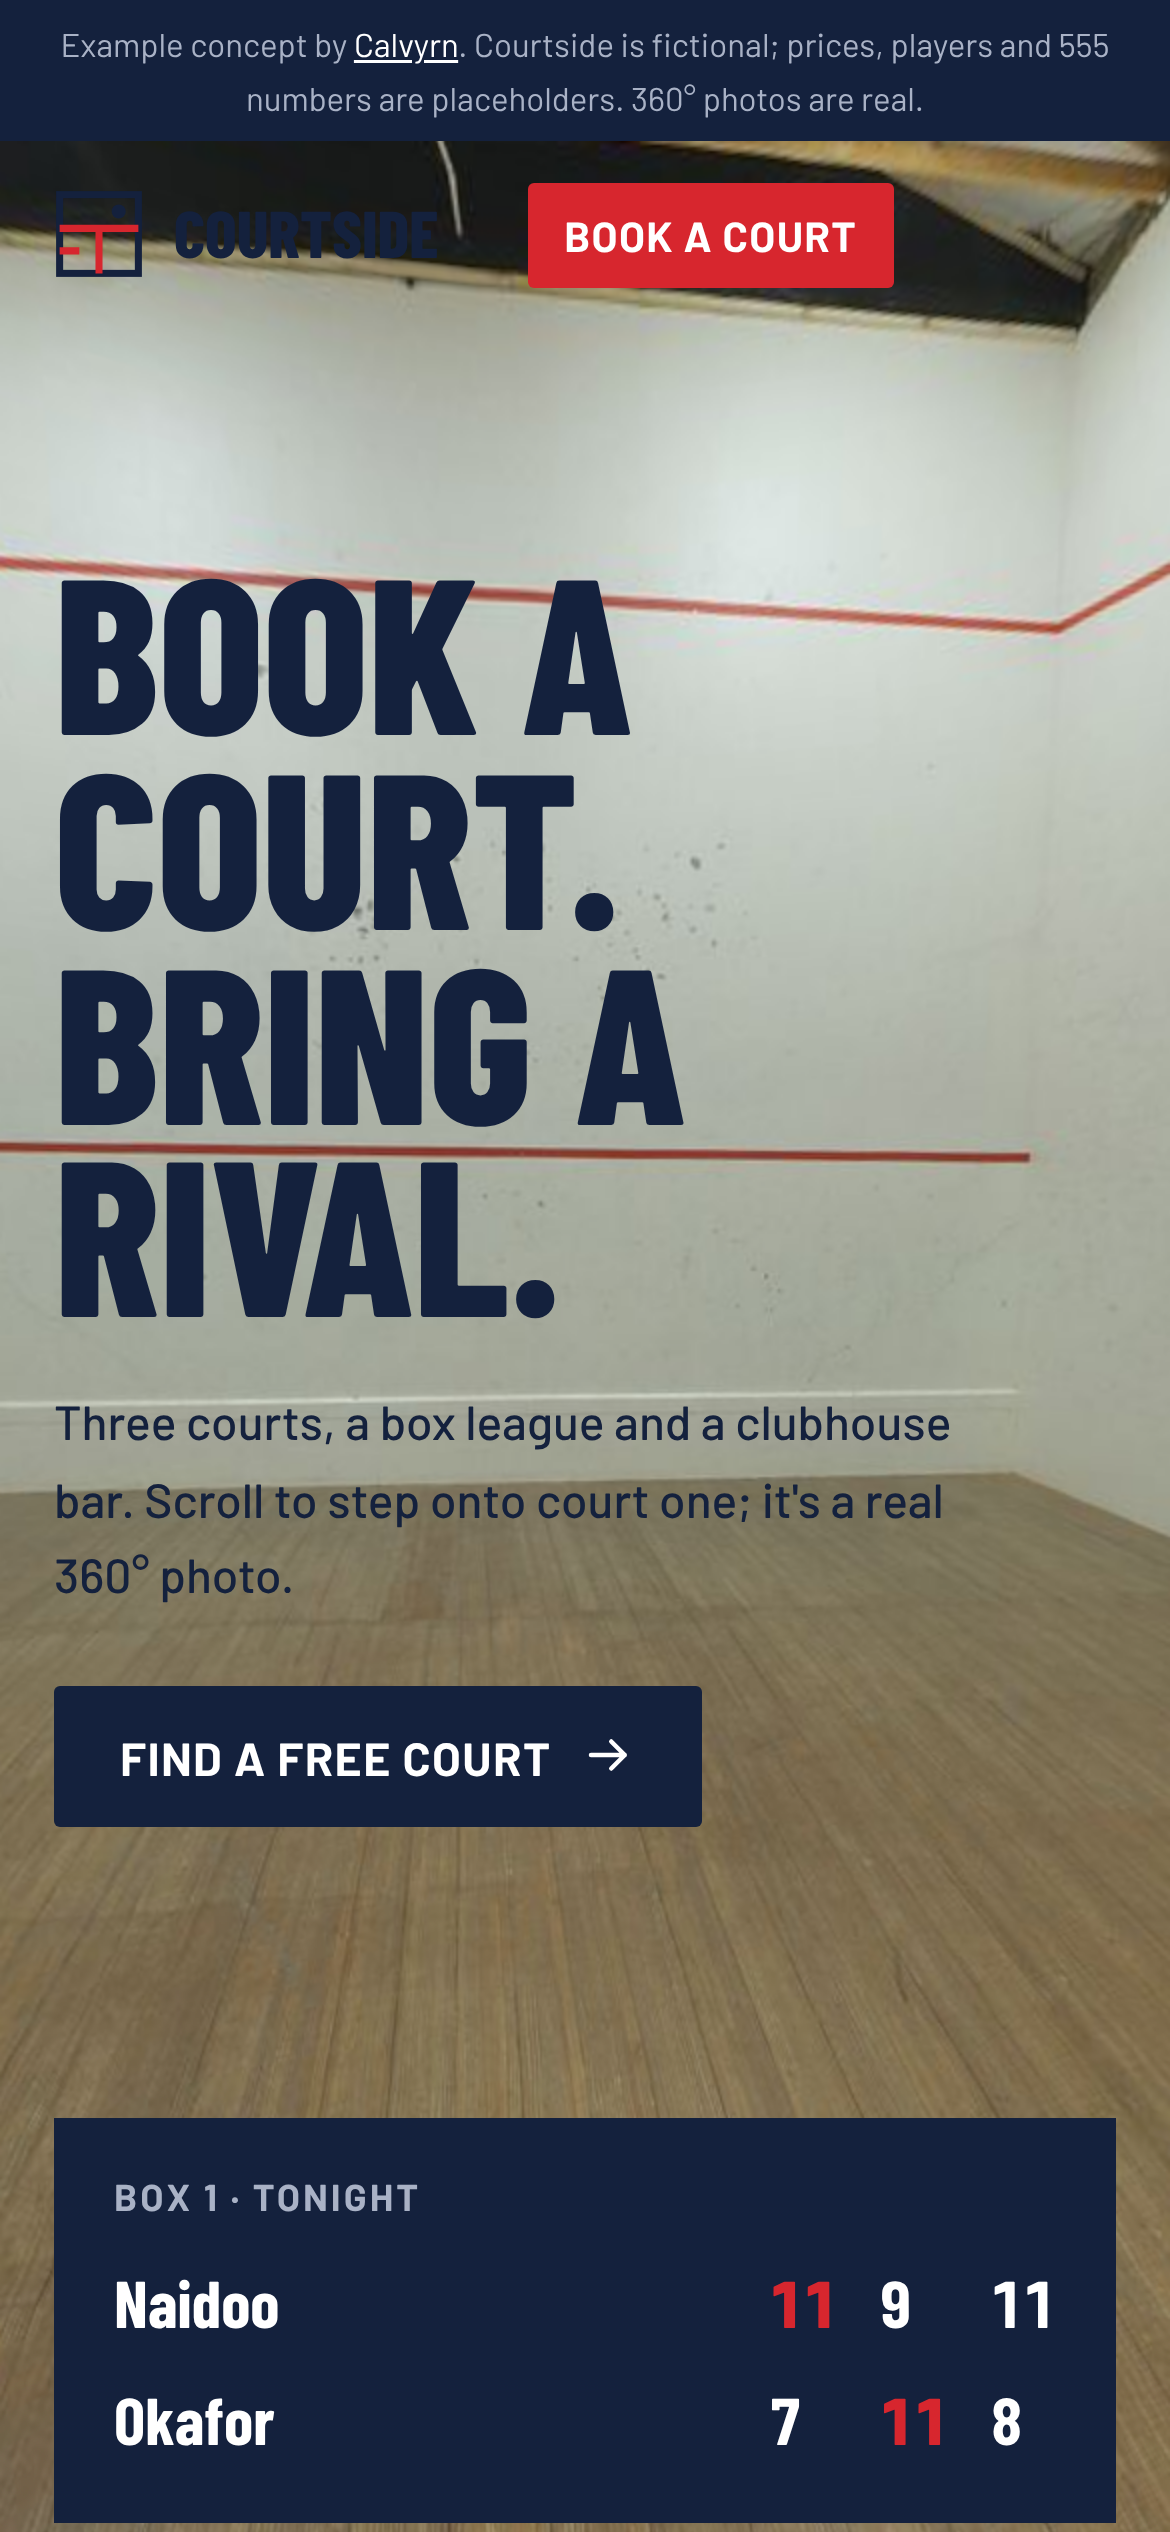 Example concept by Calvyrn. Courtside is fictional; prices, players and 555
numbers are placeholders. 360° photos are real.
COURTSIDE
BOOK A COURT
BOOK A
COURT.
BRING A
RIVAL.
Three courts, a box league and a clubhouse
bar. Scroll to step onto court one; it's a real
360° photo.
FIND A FREE COURT →
BOX 1 · TONIGHT
Naidoo 11 9 11
Okafor 7 11 8